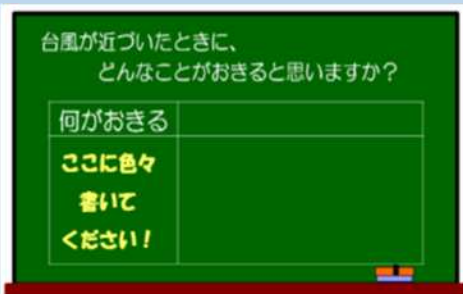 台風が近づいたときに、
どんなことがおきると思いますか？
何がおきる
ここに色々
書いて
ください！